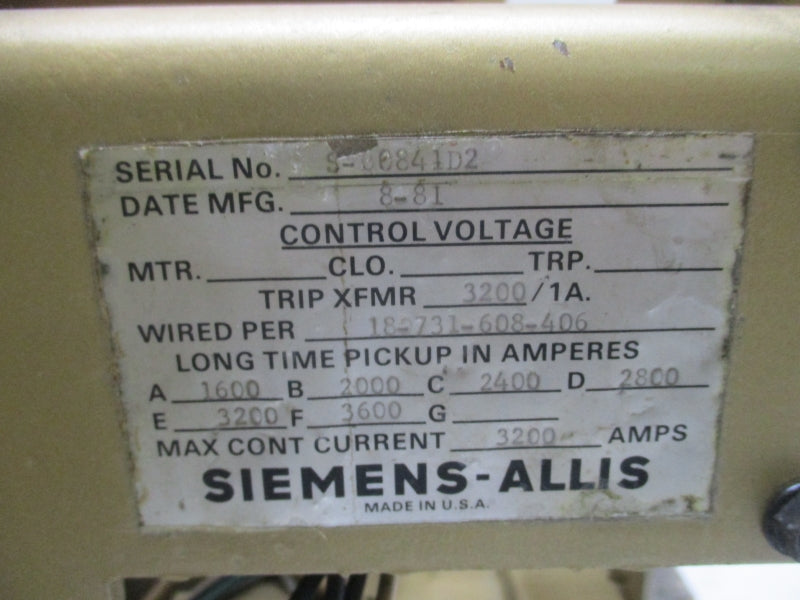 SERIAL No. 60841D2
DATE MFG. 8-81
CONTROL VOLTAGE
MTR. CLO. TRP.
TRIP XFMR 3200/1A.
WIRED PER 18-731-608-406
LONG TIME PICKUP IN AMPERES
A 1600 B 2000 C 2400 D 2800
E 3200 F 3600 G
MAX CONT CURRENT 3200 AMPS
SIEMENS-ALLIS
MADE IN U.S.A.